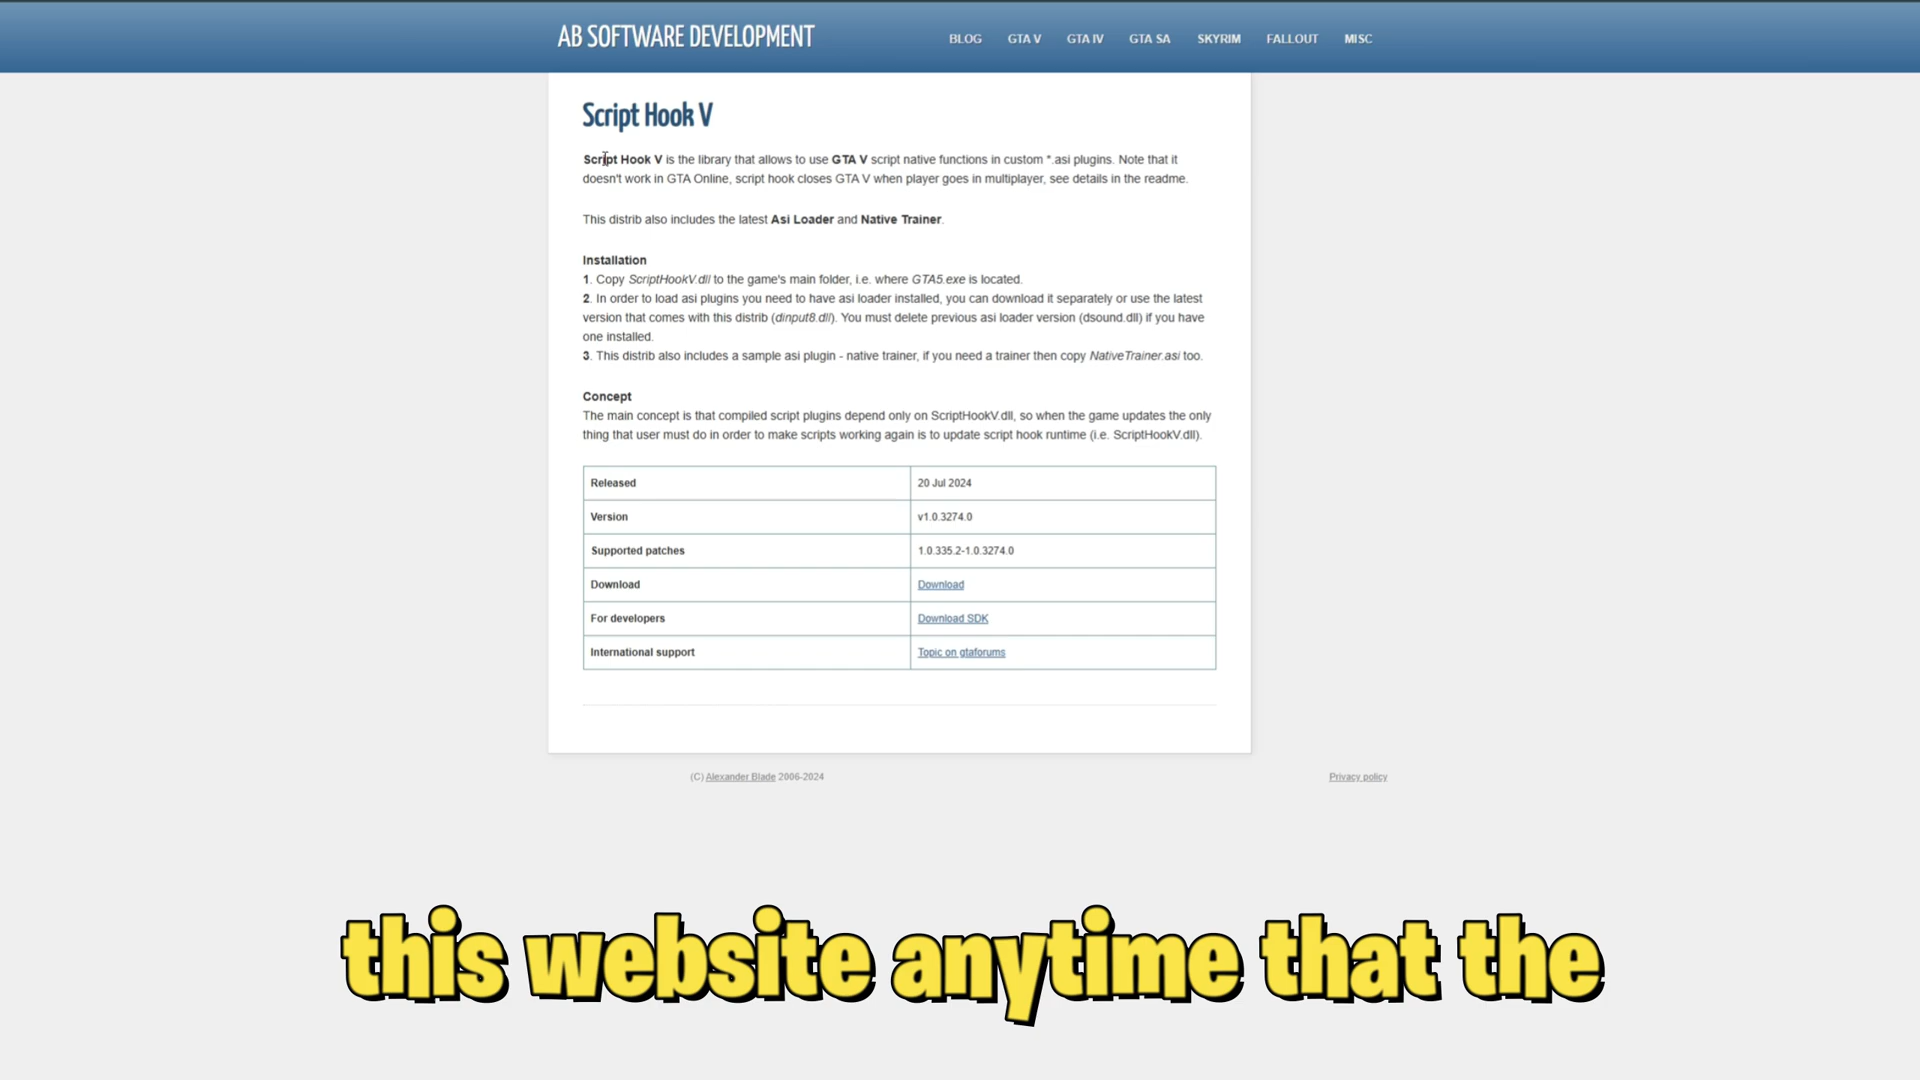 AB SOFTWARE DEVELOPMENT
BLOG GTA V GTA IV GTA SA SKYRIM FALLOUT MISC
Script Hook V
Script Hook V is the library that allows to use GTA V script native functions in custom *.asi plugins. Note that it
doesn't work in GTA Online, script hook closes GTA V when player goes in multiplayer, see details in the readme.
This distrib also includes the latest Asi Loader and Native Trainer.
Installation
1. Copy ScriptHookV.dll to the game's main folder, i.e. where GTA5.exe is located.
2. In order to load asi plugins you need to have asi loader installed, you can download it separately or use the latest
version that comes with this distrib (dinput8.dll). You must delete previous asi loader version (dsound.dll) if you have
one installed.
3. This distrib also includes a sample asi plugin - native trainer, if you need a trainer then copy NativeTrainer.asi too.
Concept
The main concept is that compiled script plugins depend only on ScriptHookV.dll, so when the game updates the only
thing that user must do in order to make scripts working again is to update script hook runtime (i.e. ScriptHookV.dll).
Released 20 Jul 2024
Version v1.0.3274.0
Supported patches 1.0.335.2-1.0.3274.0
Download Download
For developers Download SDK
International support Topic on gtaforums
(C) Alexander Blade 2006-2024 Privacy policy
this website anytime that the